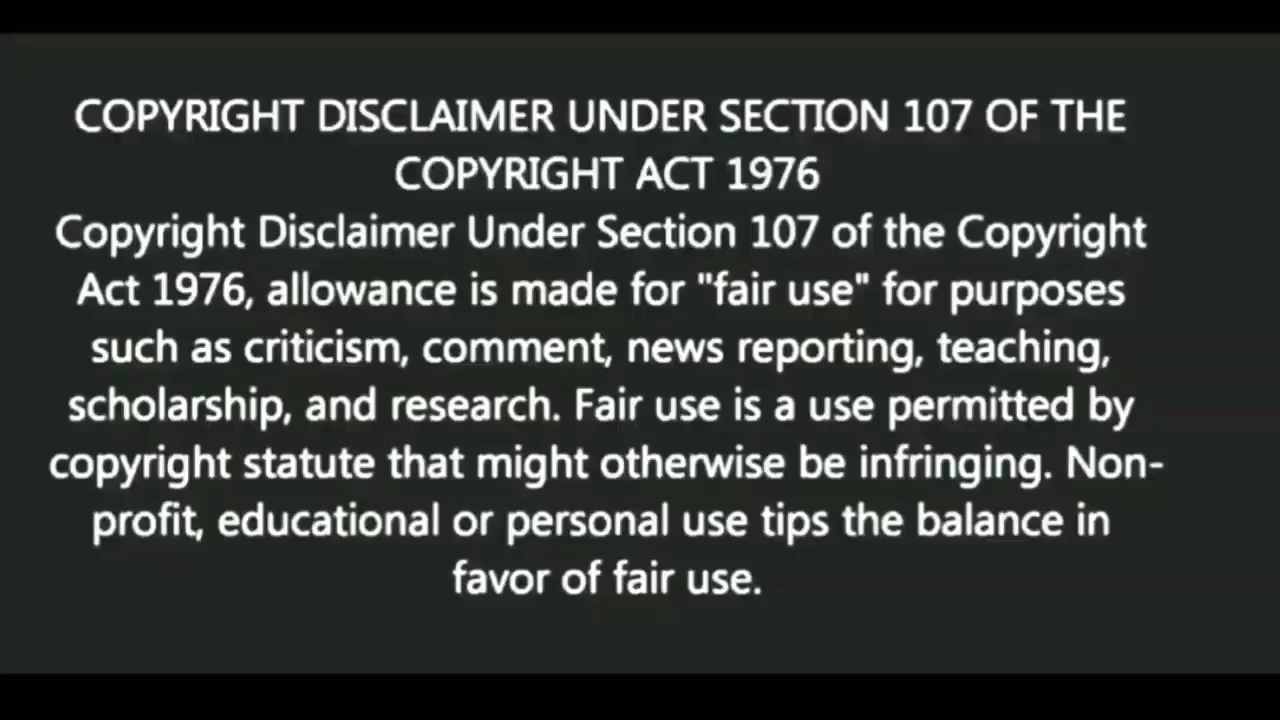 COPYRIGHT DISCLAIMER UNDER SECTION 107 OF THE
COPYRIGHT ACT 1976
Copyright Disclaimer Under Section 107 of the Copyright
Act 1976, allowance is made for "fair use" for purposes
such as criticism, comment, news reporting, teaching,
scholarship, and research. Fair use is a use permitted by
copyright statute that might otherwise be infringing. Non-
profit, educational or personal use tips the balance in
favor of fair use.